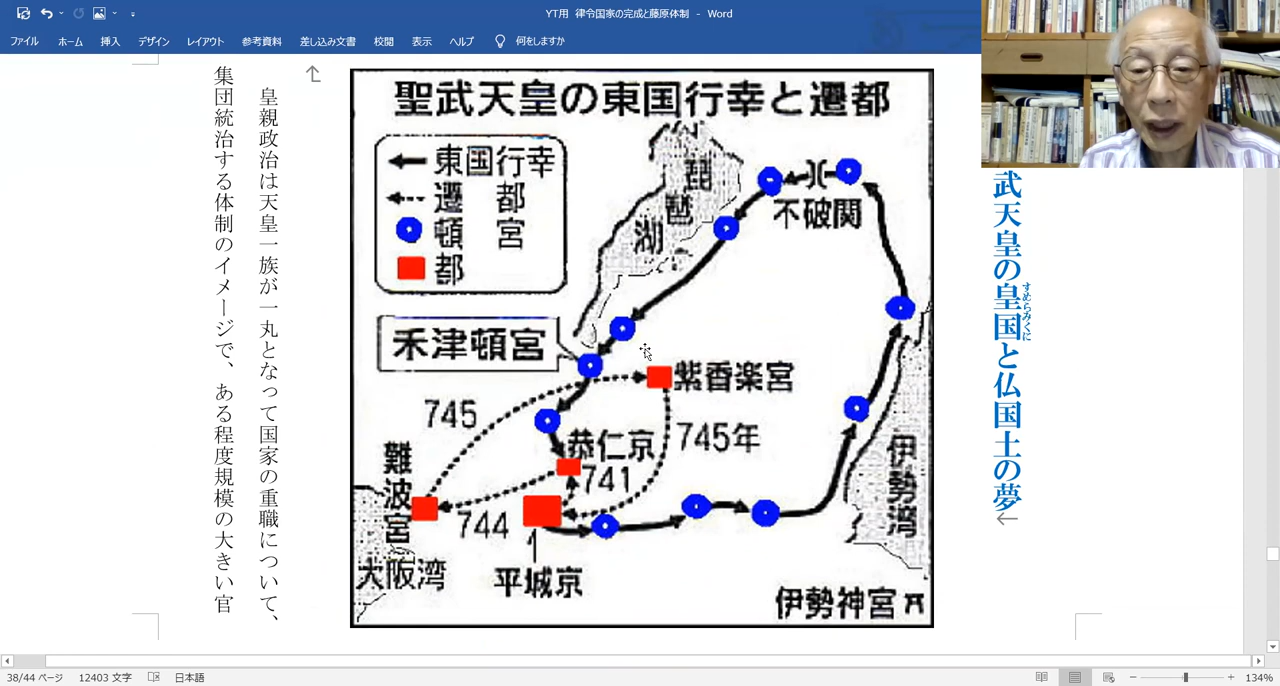 YT用 律令国家の完成と藤原体制 - Word
ファイル ホーム 挿入 デザイン レイアウト 参考資料 差し込み文書 校閲 表示 ヘルプ 何をしますか
武天皇の皇国と仏国土の夢
すめらみくに
聖武天皇の東国行幸と遷都
東国行幸
遷都
頓宮
都
琵琶湖
不破関
禾津頓宮
紫香楽宮
745
745年
恭仁京
741
難波宮
744
平城京
大阪湾
伊勢湾
伊勢神宮
皇親政治は天皇一族が一丸となって国家の重職について、
集団統治する体制のイメージで、ある程度規模の大きい官
38/44 ページ 12403 文字 日本語 134%